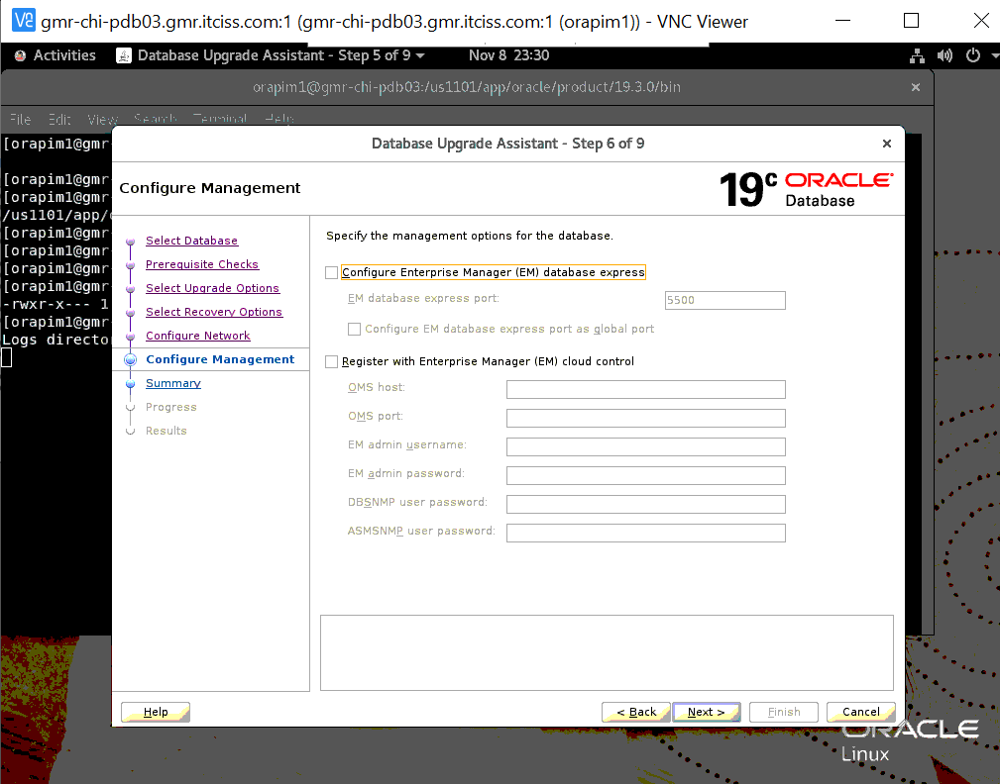 gmr-chi-pdb03.gmr.itciss.com:1 (gmr-chi-pdb03.gmr.itciss.com:1 (orapim1)) - VNC Viewer
Activities Database Upgrade Assistant - Step 5 of 9 Nov 8 23:30
orapim1@gmr-chi-pdb03:/us1101/app/oracle/product/19.3.0/bin
File Edit View Search Terminal Help
[orapim1@gmr
[orapim1@gmr
[orapim1@gmr
/us1101/app/
[orapim1@gmr
[orapim1@gmr
[orapim1@gmr
[orapim1@gmr
-rwxr-x--- 1
[orapim1@gmr
Logs directo
Database Upgrade Assistant - Step 6 of 9
Configure Management
19c ORACLE
Database
Select Database
Prerequisite Checks
Select Upgrade Options
Select Recovery Options
Configure Network
Configure Management
Summary
Progress
Results
Specify the management options for the database.
Configure Enterprise Manager (EM) database express
EM database express port: 5500
Configure EM database express port as global port
Register with Enterprise Manager (EM) cloud control
OMS host:
OMS port:
EM admin username:
EM admin password:
DBSNMP user password:
ASMSNMP user password:
Help < Back Next > Finish Cancel
ORACLE
Linux